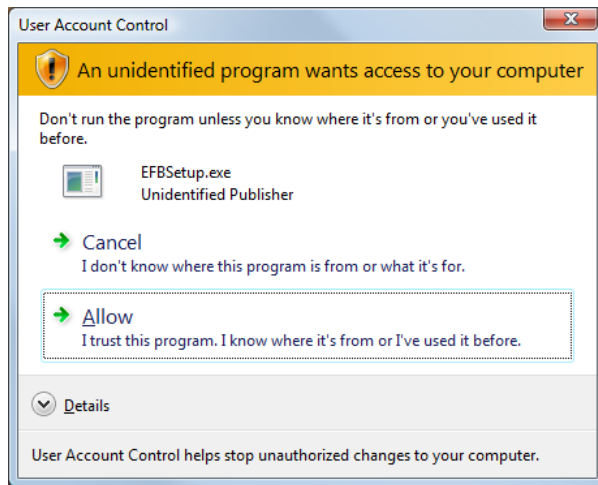 User Account Control
An unidentified program wants access to your computer
Don't run the program unless you know where it's from or you've used it
before.
EFBSetup.exe
Unidentified Publisher
Cancel
I don't know where this program is from or what it's for.
Allow
I trust this program. I know where it's from or I've used it before.
Details
User Account Control helps stop unauthorized changes to your computer.